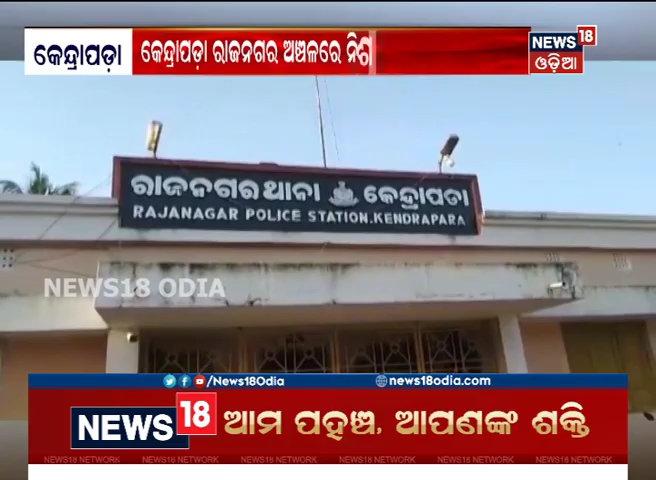 କେନ୍ଦ୍ରାପଡ଼ା
କେନ୍ଦ୍ରାପଡ଼ା ରାଜନଗର ଅଞ୍ଚଳରେ
NEWS18
ଓଡ଼ିଆ
ରାଜନଗର ଥାନା କେନ୍ଦ୍ରାପଡା
RAJANAGAR POLICE STATION.KENDRAPARA
NEWS18 ODIA
/News18Odia
news18odia.com
NEWS18
ଆମ ପହଞ୍ଚ, ଆପଣଙ୍କ ଶକ୍ତି
NEWS18 NETWORK NEWS18 NETWORK NEWS18 NETWORK NEWS18 NETWORK NEWS18 NETWORK NEWS18 NETWORK